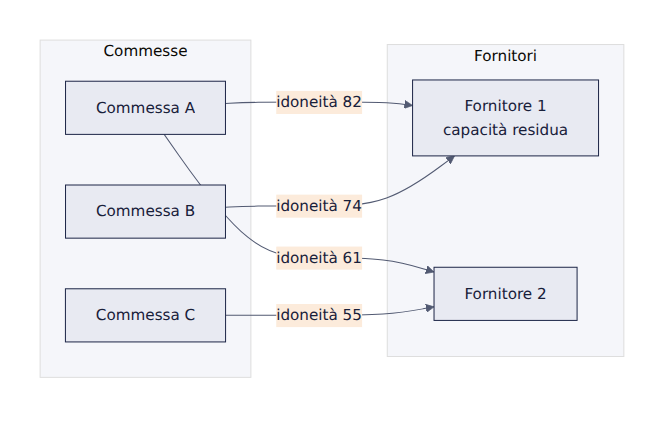 Commesse
Fornitori
Commessa A
idoneità 82
Fornitore 1
capacità residua
Commessa B
idoneità 74
idoneità 61
Fornitore 2
Commessa C
idoneità 55